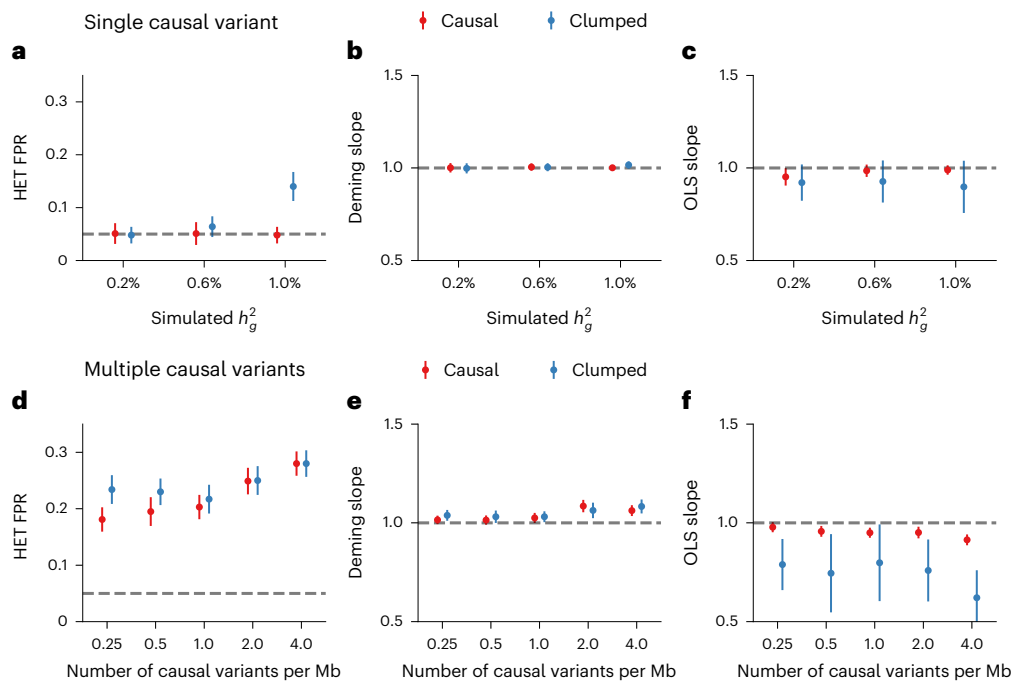 Single causal variant
Causal
Clumped
a
b
c
HET FPR
0.3
0.2
0.1
0
0.2%
0.6%
1.0%
Simulated h_g^2
Deming slope
1.5
1.0
0.5
0.2%
0.6%
1.0%
Simulated h_g^2
OLS slope
1.5
1.0
0.5
0.2%
0.6%
1.0%
Simulated h_g^2
Multiple causal variants
Causal
Clumped
d
e
f
HET FPR
0.3
0.2
0.1
0
0.25
0.5
1.0
2.0
4.0
Number of causal variants per Mb
Deming slope
1.5
1.0
0.5
0.25
0.5
1.0
2.0
4.0
Number of causal variants per Mb
OLS slope
1.5
1.0
0.5
0.25
0.5
1.0
2.0
4.0
Number of causal variants per Mb